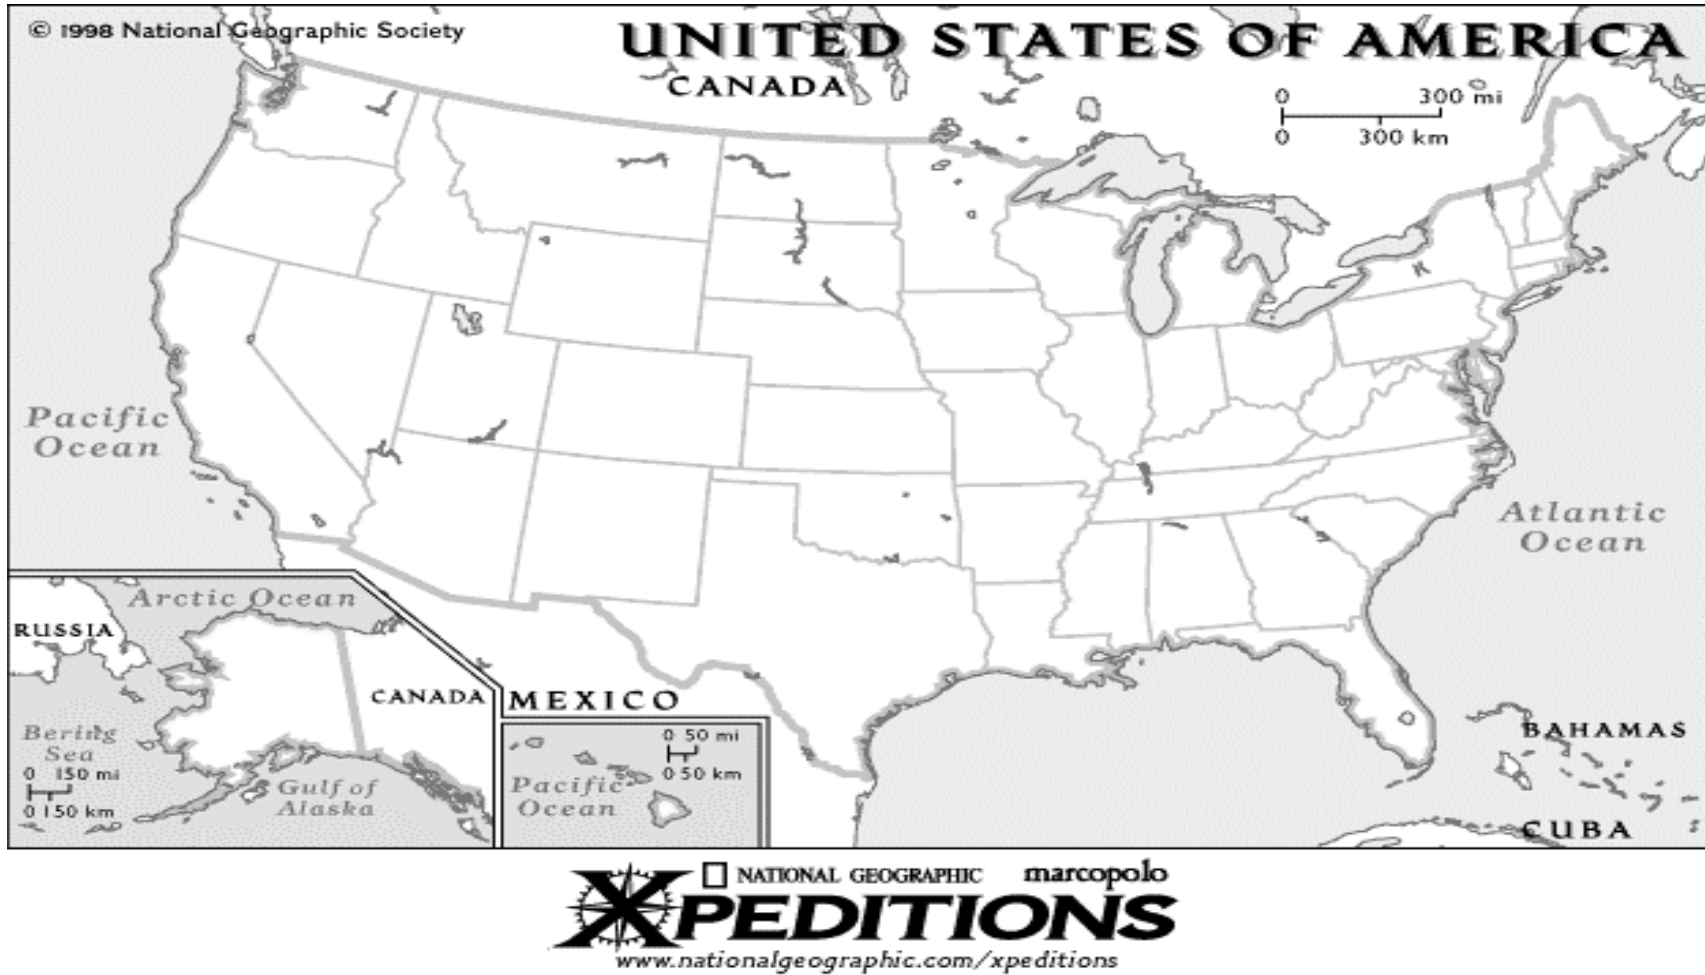 © 1998 National Geographic Society
UNITED STATES OF AMERICA
CANADA
0 300 mi
0 300 km
Pacific
Ocean
Atlantic
Ocean
Arctic Ocean
RUSSIA
CANADA
MEXICO
Bering
Sea
0 150 mi
0 150 km
Gulf of
Alaska
0 50 mi
0 50 km
Pacific
Ocean
BAHAMAS
CUBA
NATIONAL GEOGRAPHIC marcopolo
XPEDITIONS
www.nationalgeographic.com/xpeditions